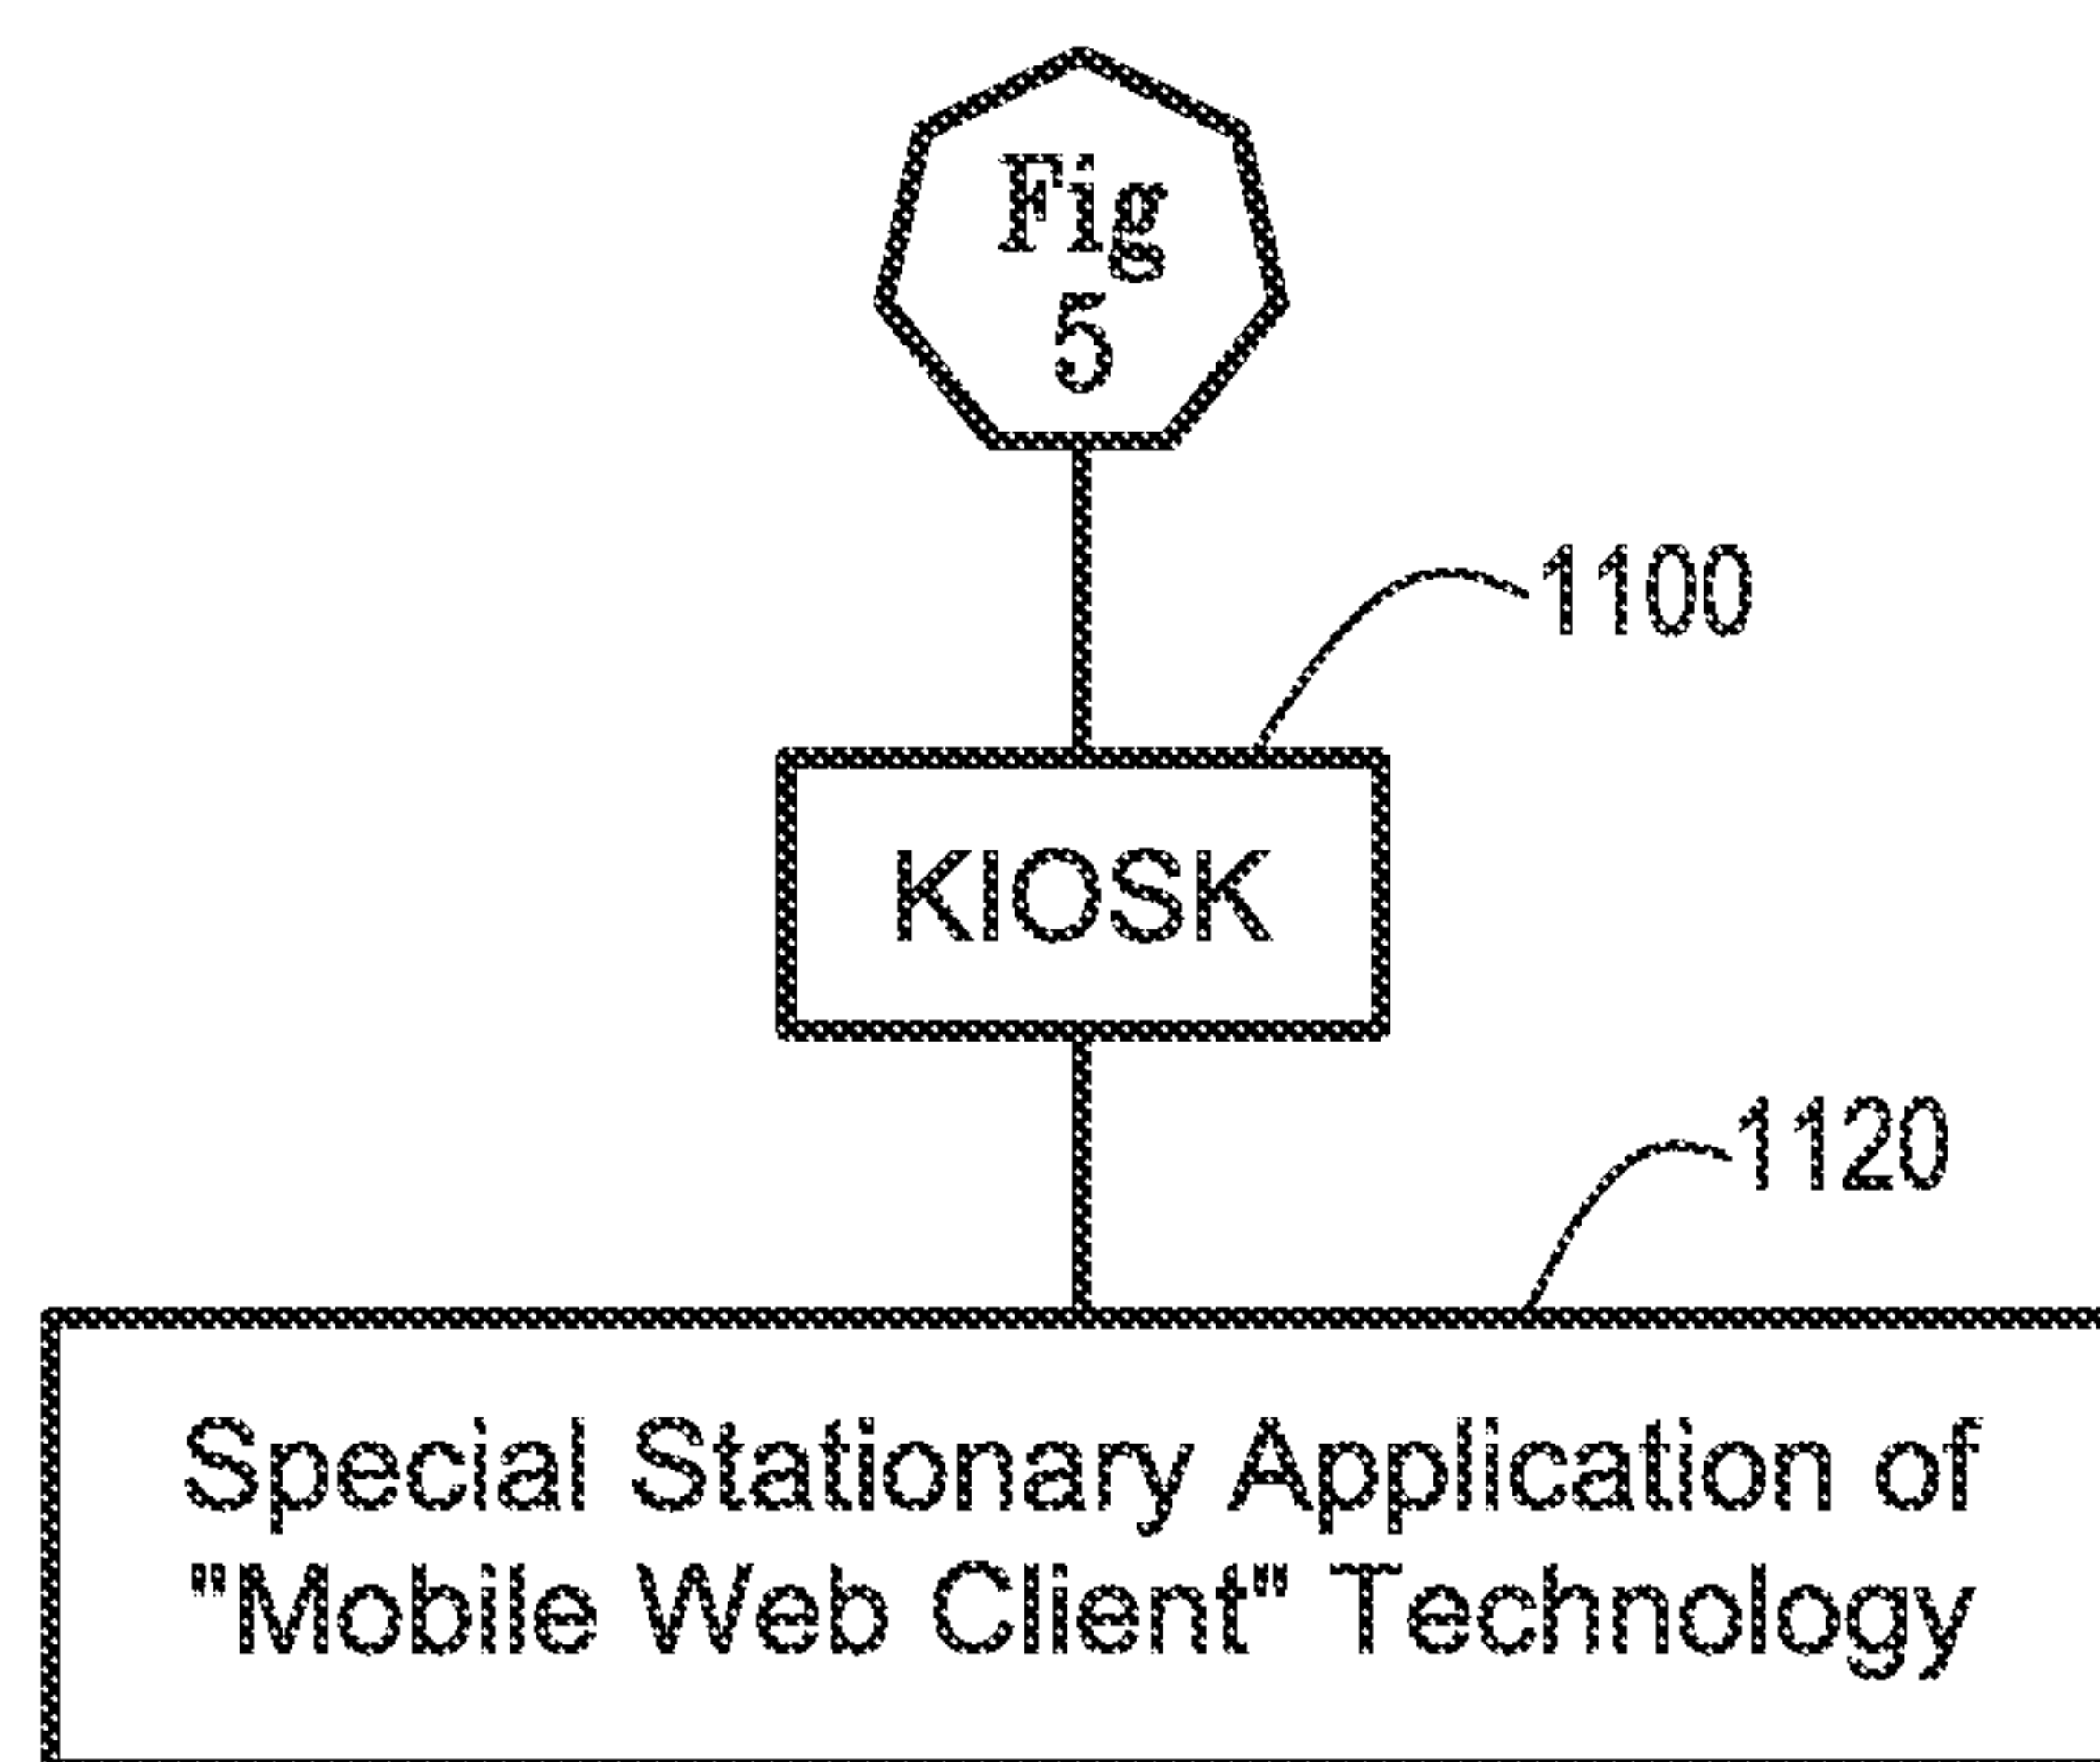 Fig
5
1100
KIOSK
1120
Special Stationary Application of
"Mobile Web Client" Technology